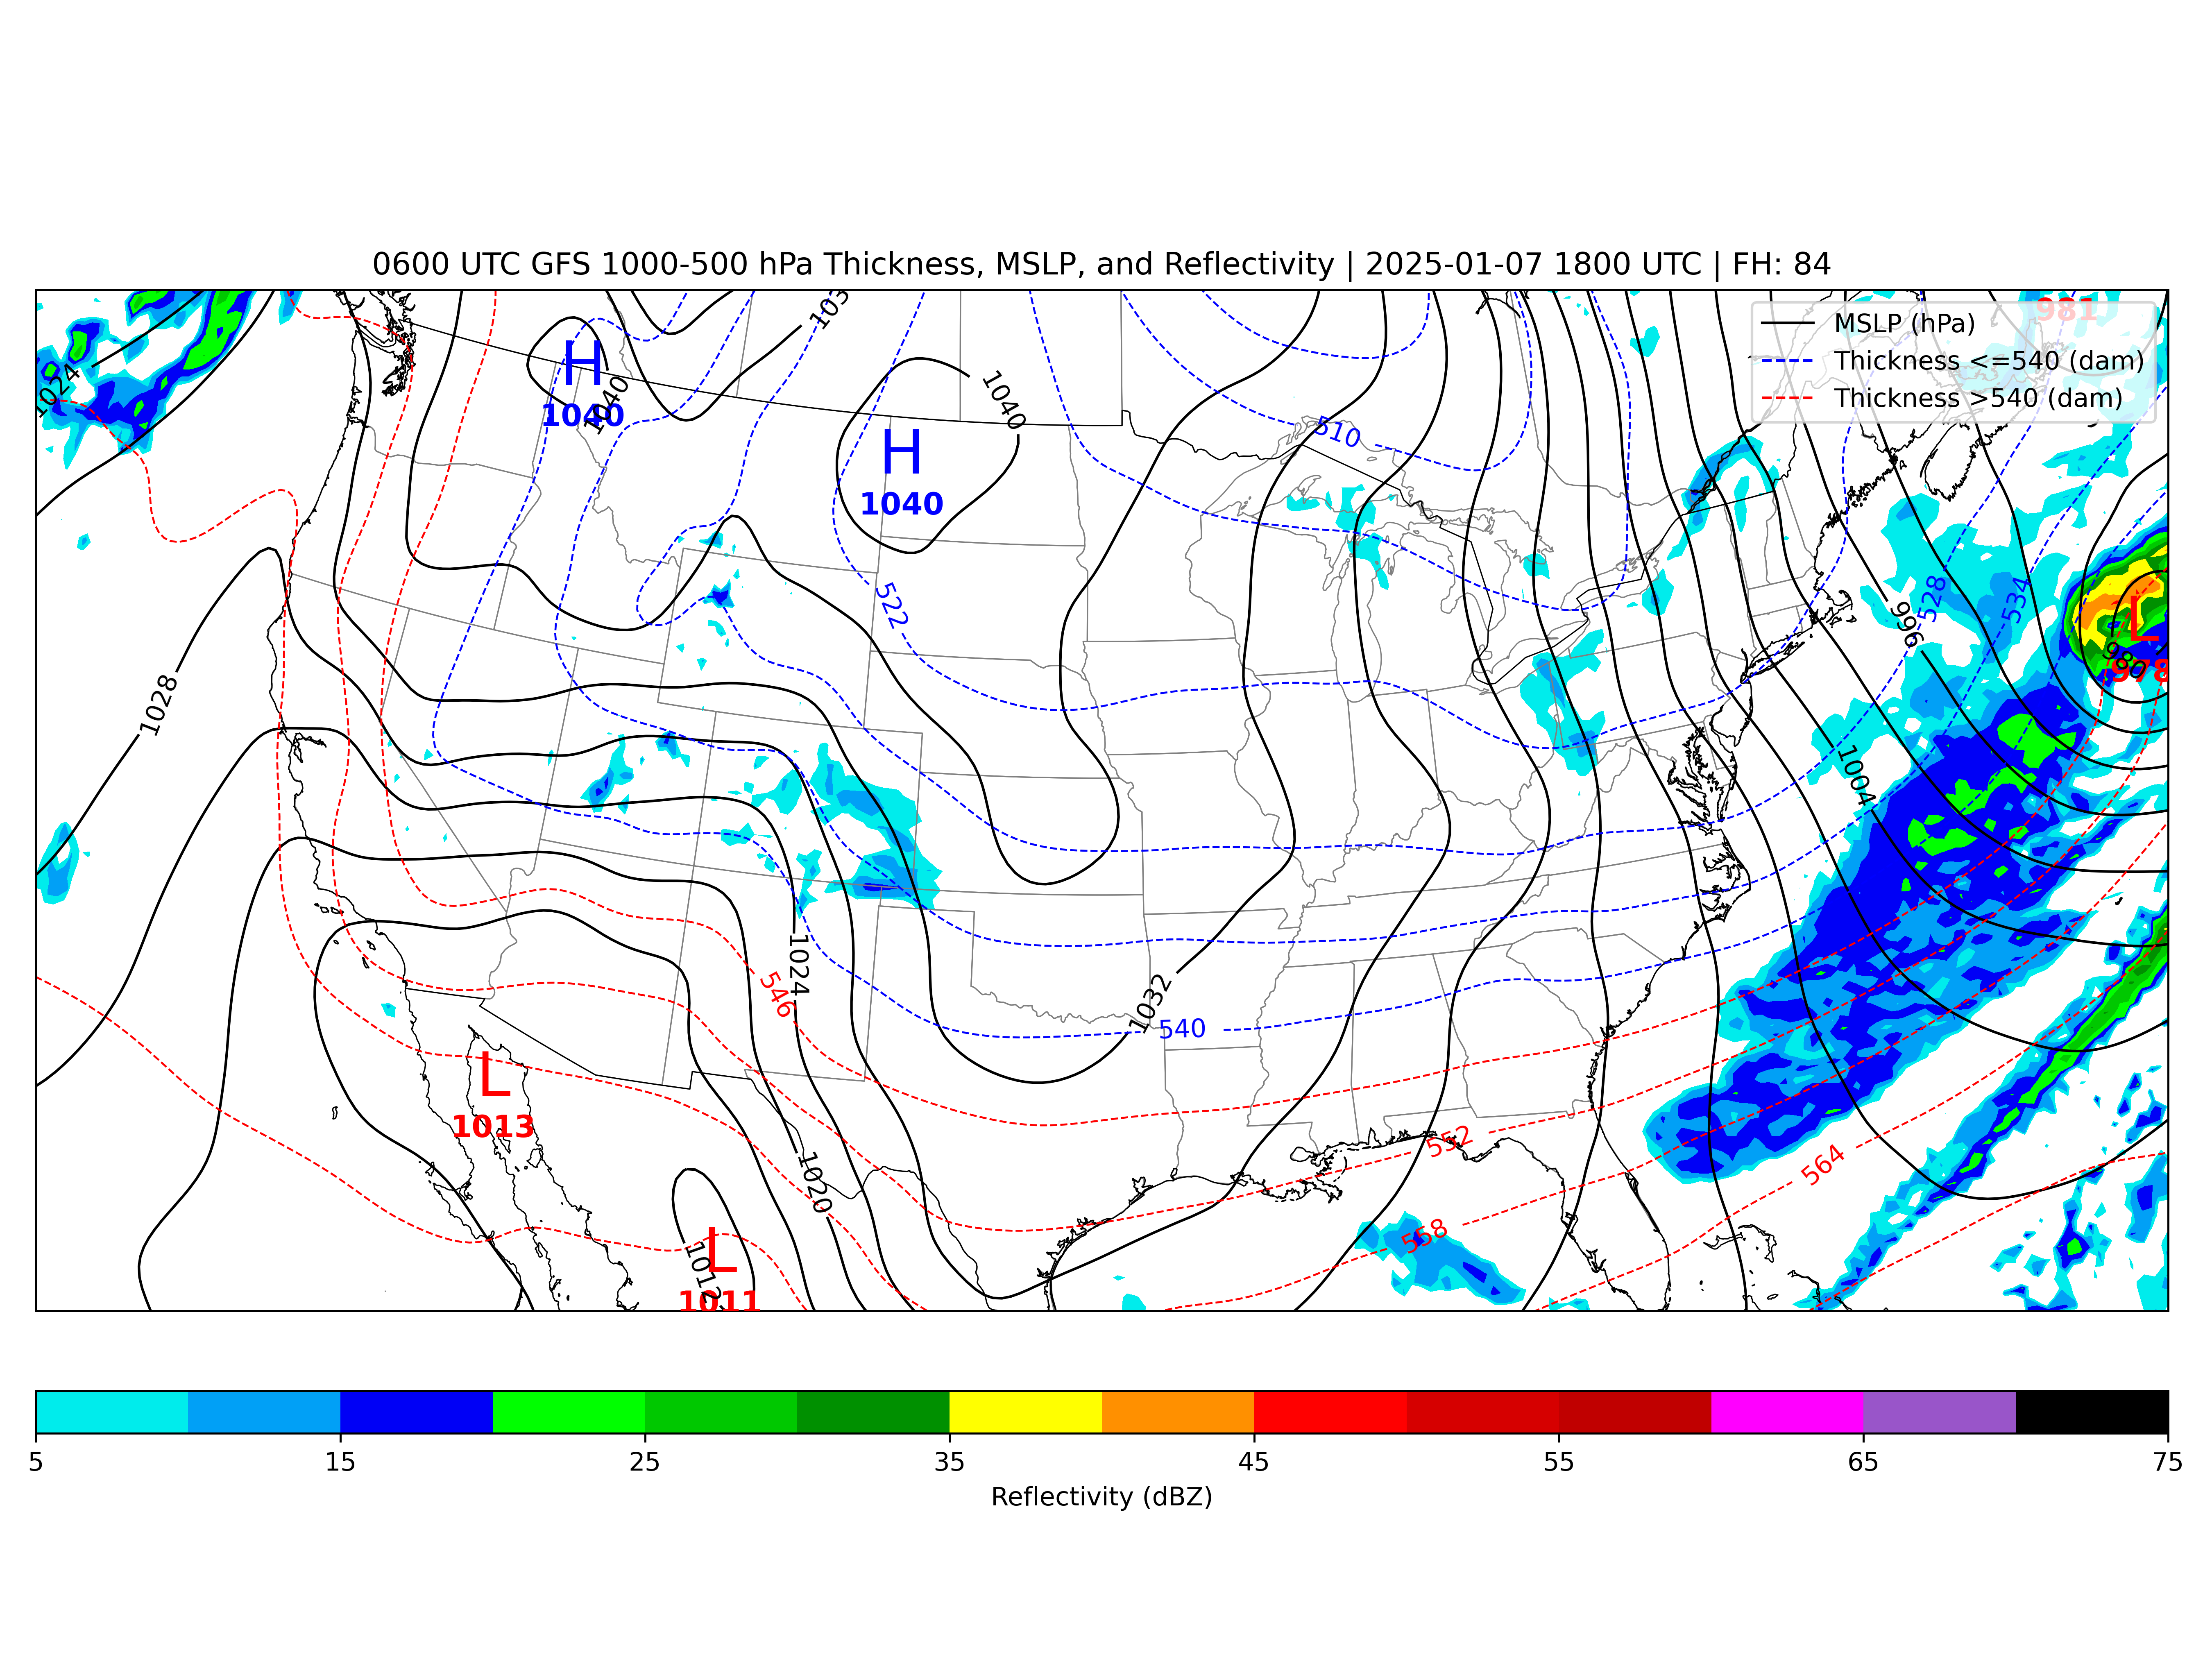 0600 UTC GFS 1000-500 hPa Thickness, MSLP, and Reflectivity | 2025-01-07 1800 UTC | FH: 84
981
MSLP (hPa)
Thickness <=540 (dam)
Thickness >540 (dam)
1024
H
1040
1040
1040
H
1040
510
522
528
534
996
L
980
978
1028
1004
1024
546
1032
540
L
1013
1020
552
564
558
L
1012
1011
5 15 25 35 45 55 65 75
Reflectivity (dBZ)